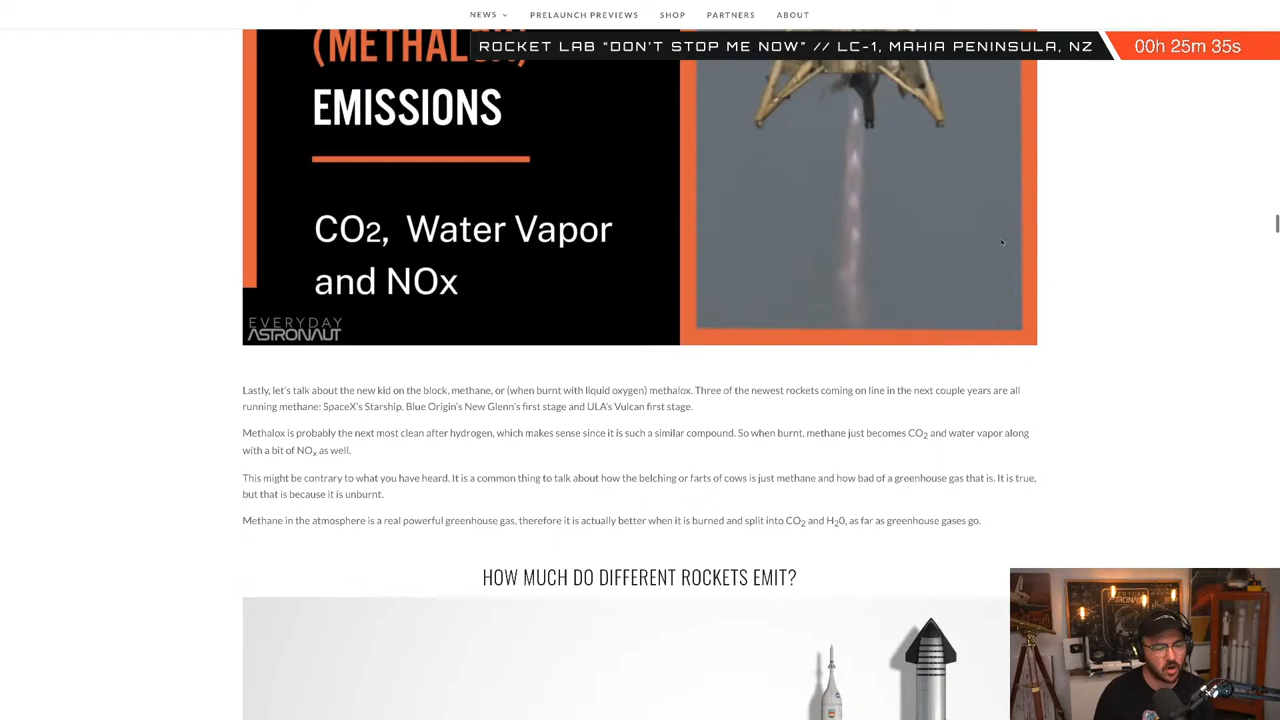 NEWS PRELAUNCH PREVIEWS SHOP PARTNERS ABOUT
ROCKET LAB “DON’T STOP ME NOW” // LC-1, MAHIA PENINSULA, NZ
00h 25m 35s
(METHALOX)
EMISSIONS
CO2, Water Vapor
and NOx
EVERYDAY
ASTRONAUT
Lastly, let’s talk about the new kid on the block, methane, or (when burnt with liquid oxygen) methalox. Three of the newest rockets coming on line in the next couple years are all
running methane: SpaceX’s Starship, Blue Origin’s New Glenn’s first stage and ULA’s Vulcan first stage.
Methalox is probably the next most clean after hydrogen, which makes sense since it is such a similar compound. So when burnt, methane just becomes CO2 and water vapor along
with a bit of NOx as well.
This might be contrary to what you have heard. It is a common thing to talk about how the belching or farts of cows is just methane and how bad of a greenhouse gas that is. It is true,
but that is because it is unburnt.
Methane in the atmosphere is a real powerful greenhouse gas, therefore it is actually better when it is burned and split into CO2 and H20, as far as greenhouse gases go.
HOW MUCH DO DIFFERENT ROCKETS EMIT?